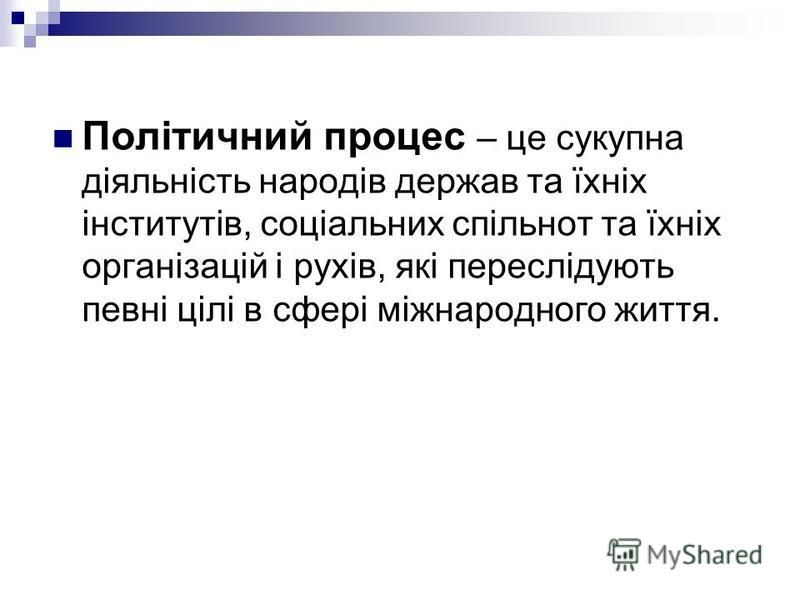 Політичний процес – це сукупна
діяльність народів держав та їхніх
інститутів, соціальних спільнот та їхніх
організацій і рухів, які переслідують
певні цілі в сфері міжнародного життя.
MyShared